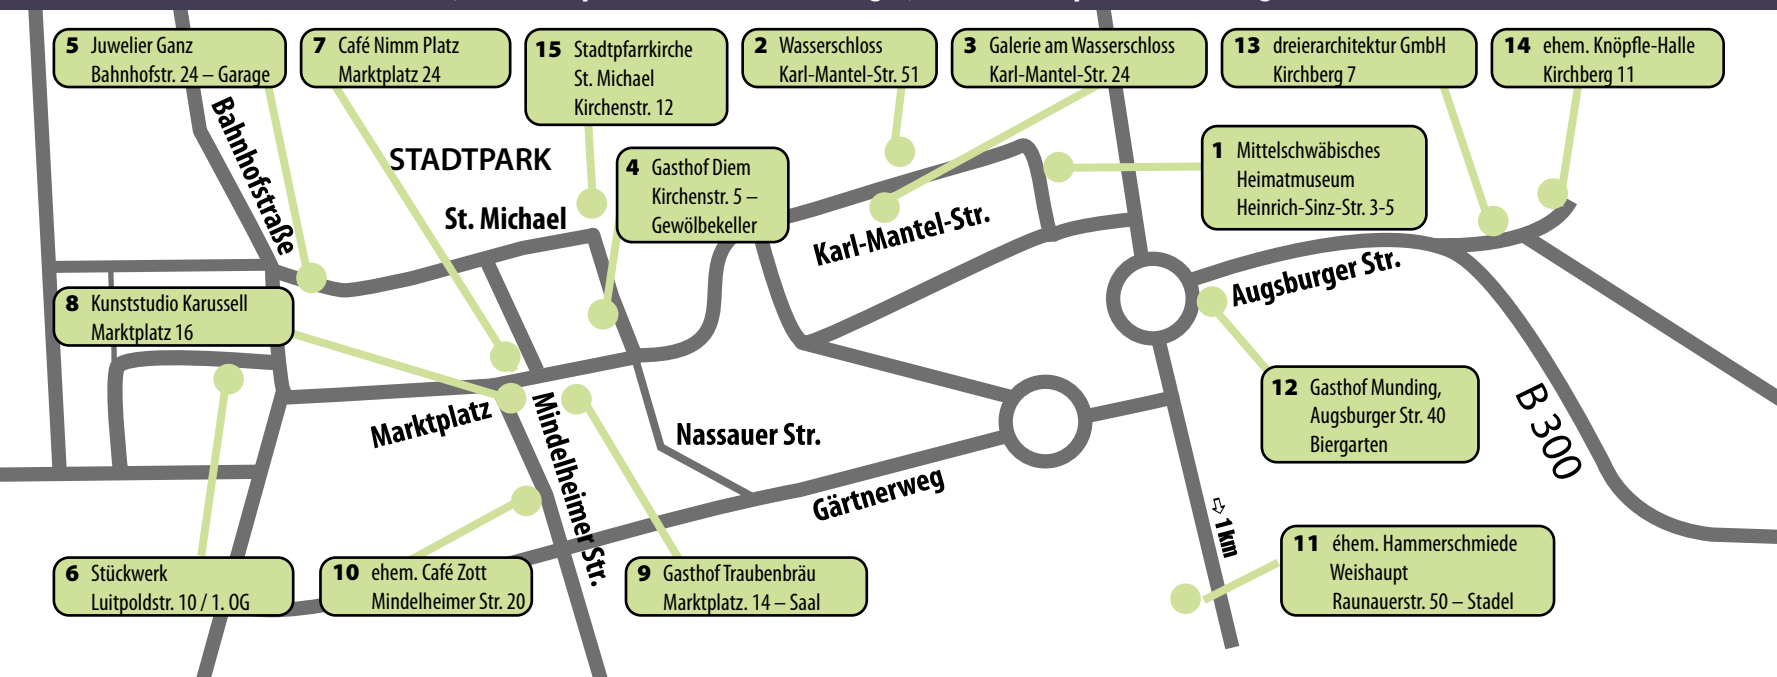 5 Juwelier Ganz
Bahnhofstr. 24 – Garage
7 Café Nimm Platz
Marktplatz 24
15 Stadtpfarrkirche
St. Michael
Kirchenstr. 12
2 Wasserschloss
Karl-Mantel-Str. 51
3 Galerie am Wasserschloss
Karl-Mantel-Str. 24
13 dreierarchitektur GmbH
Kirchberg 7
14 ehem. Knöpfle-Halle
Kirchberg 11
Bahnhofstraße
STADTPARK
St. Michael
4 Gasthof Diem
Kirchenstr. 5 –
Gewölbekeller
Karl-Mantel-Str.
1 Mittelschwäbisches
Heimatmuseum
Heinrich-Sinz-Str. 3-5
Augsburger Str.
8 Kunststudio Karussell
Marktplatz 16
Marktplatz
Mindelheimer Str.
Nassauer Str.
Gärtnerweg
12 Gasthof Munding,
Augsburger Str. 40
Biergarten
B 300
⇨ 1km
6 Stückwerk
Luitpoldstr. 10 / 1. OG
10 ehem. Café Zott
Mindelheimer Str. 20
9 Gasthof Traubenbräu
Marktplatz. 14 – Saal
11 éhem. Hammerschmiede
Weishaupt
Raunauerstr. 50 – Stadel